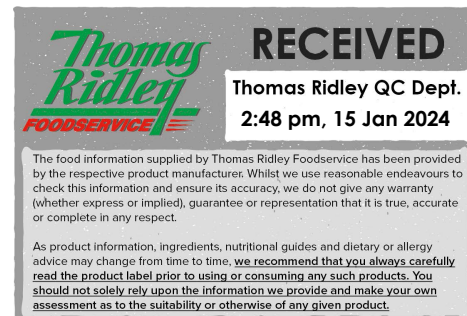 Thomas
Ridley
FOODSERVICE
RECEIVED
Thomas Ridley QC Dept.
2:48 pm, 15 Jan 2024
The food information supplied by Thomas Ridley Foodservice has been provided
by the respective product manufacturer. Whilst we use reasonable endeavours to
check this information and ensure its accuracy, we do not give any warranty
(whether express or implied), guarantee or representation that it is true, accurate
or complete in any respect.
As product information, ingredients, nutritional guides and dietary or allergy
advice may change from time to time, we recommend that you always carefully
read the product label prior to using or consuming any such products. You
should not solely rely upon the information we provide and make your own
assessment as to the suitability or otherwise of any given product.